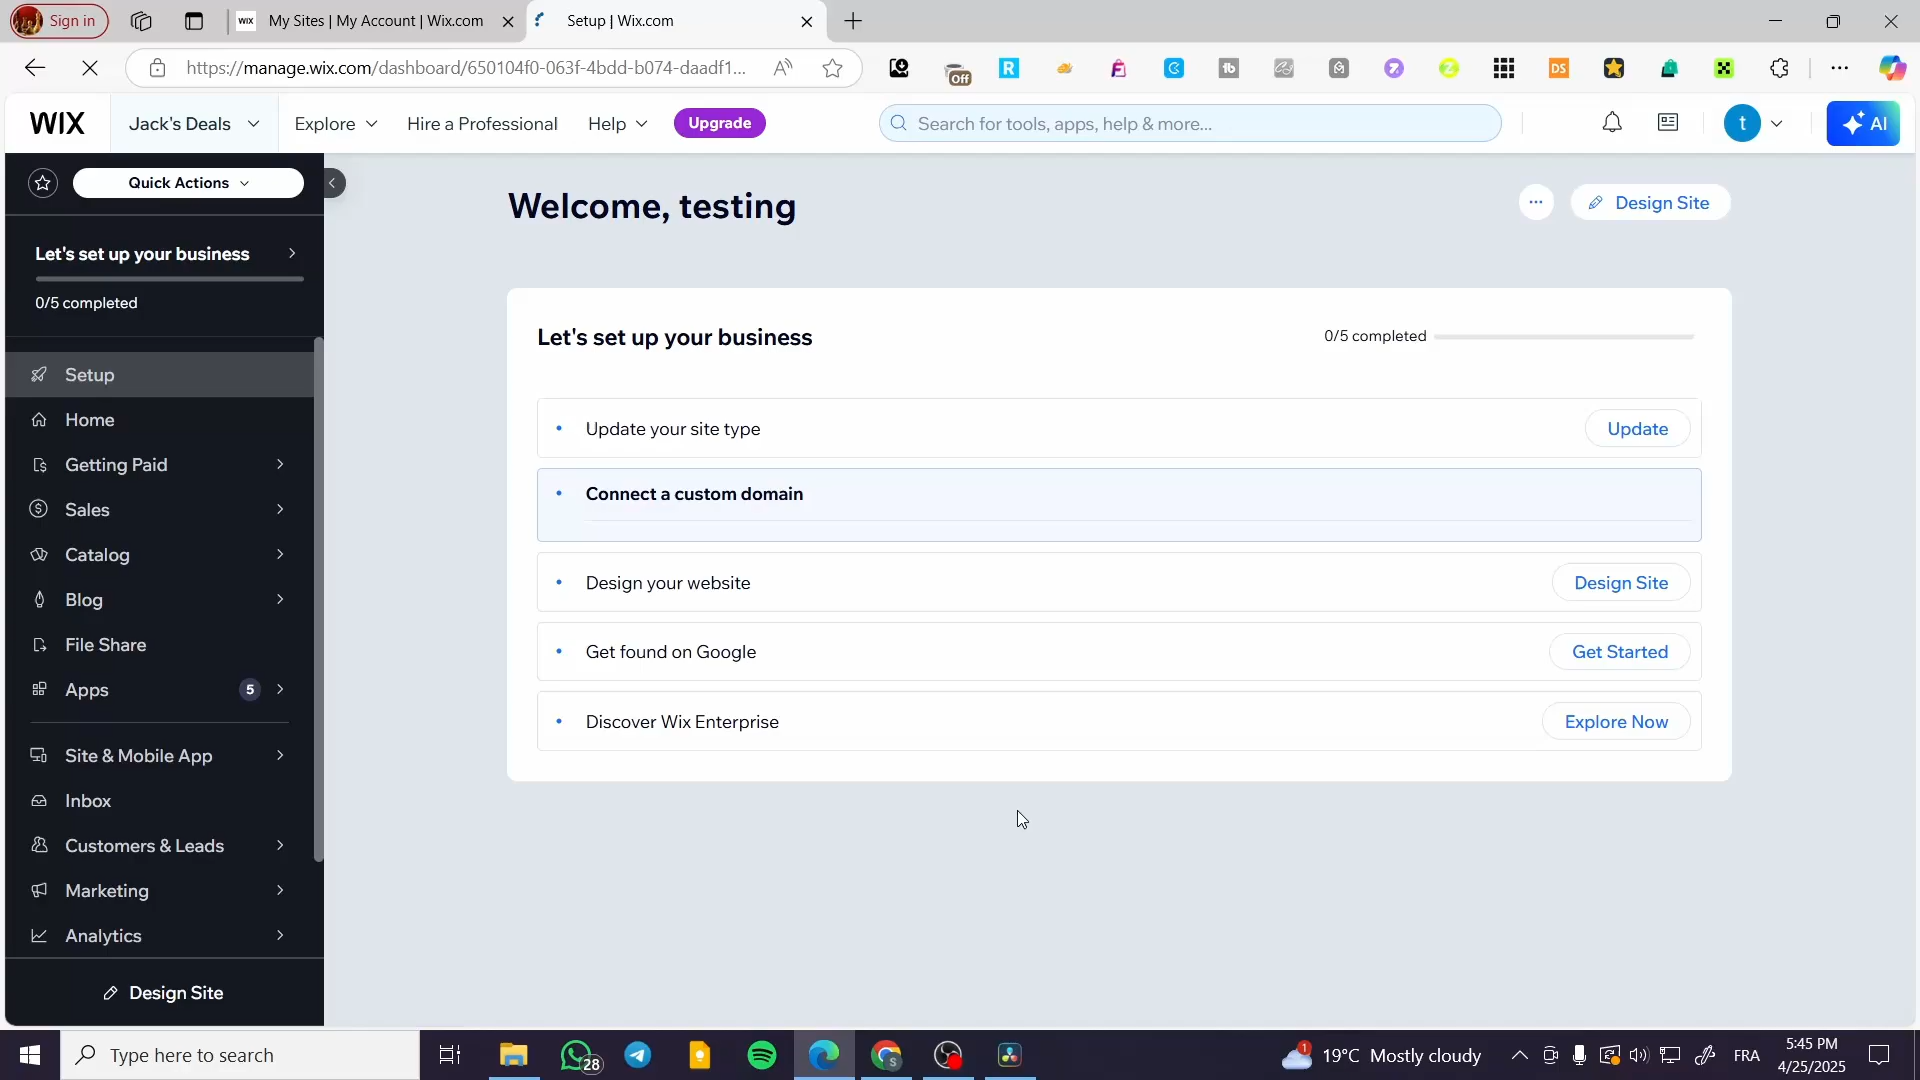 Sign in
WIX
My Sites | My Account | Wix.com
Setup | Wix.com
https://manage.wix.com/dashboard/650104f0-063f-4bdd-b074-daadf1...
A
Off
R
tb
DS
WIX
Jack's Deals
Explore
Hire a Professional
Help
Upgrade
Search for tools, apps, help & more...
t
AI
Quick Actions
Let's set up your business
0/5 completed
Setup
Home
Getting Paid
Sales
Catalog
Blog
File Share
Apps 5
Site & Mobile App
Inbox
Customers & Leads
Marketing
Analytics
Design Site
Welcome, testing
Design Site
Let's set up your business
0/5 completed
Update your site type
Update
Connect a custom domain
Design your website
Design Site
Get found on Google
Get Started
Discover Wix Enterprise
Explore Now
Type here to search
28
S
1
19°C Mostly cloudy
FRA
5:45 PM
4/25/2025